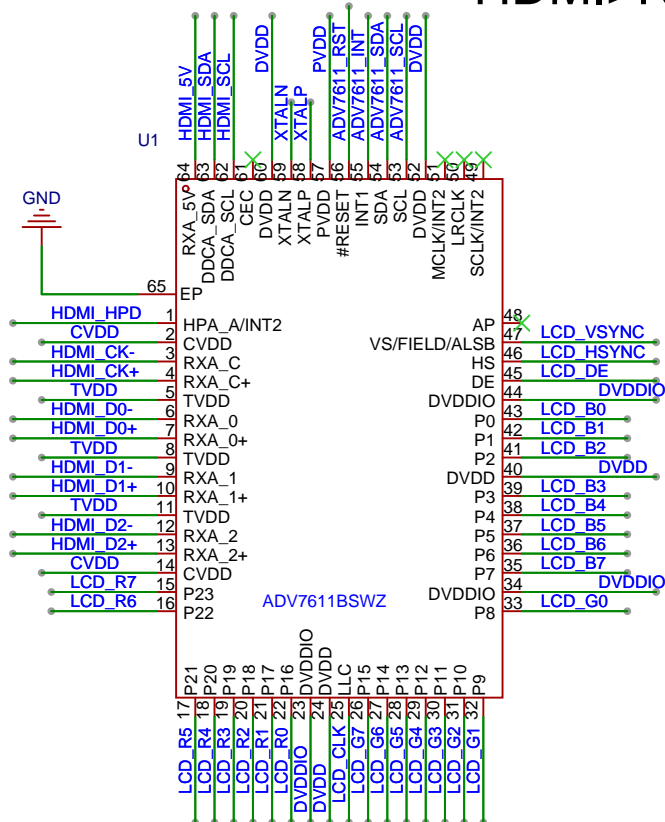 U1
HDMI_5V
HDMI_SDA
HDMI_SCL
DVDD
XTALN
XTALP
PVDD
ADV7611_RST
ADV7611_INT
ADV7611_SDA
ADV7611_SCL
DVDD
64 RXA_5V
63 DDCA_SDA
62 DDCA_SCL
61 CEC
60 DVDD
59 XTALN
58 XTALP
57 PVDD
56 #RESET
55 INT1
54 SDA
53 SCL
52 DVDD
51 MCLK/INT2
50 LRCLK
49 SCLK/INT2
GND
65 EP
HDMI_HPD 1 HPA_A/INT2
CVDD 2 CVDD
HDMI_CK- 3 RXA_C
HDMI_CK+ 4 RXA_C+
TVDD 5 TVDD
HDMI_D0- 6 RXA_0
HDMI_D0+ 7 RXA_0+
TVDD 8 TVDD
HDMI_D1- 9 RXA_1
HDMI_D1+ 10 RXA_1+
TVDD 11 TVDD
HDMI_D2- 12 RXA_2
HDMI_D2+ 13 RXA_2+
CVDD 14 CVDD
LCD_R7 15 P23
LCD_R6 16 P22
AP 48
VS/FIELD/ALSB 47 LCD_VSYNC
HS 46 LCD_HSYNC
DE 45 LCD_DE
DVDDIO 44 DVDDIO
P0 43 LCD_B0
P1 42 LCD_B1
P2 41 LCD_B2
DVDD 40 DVDD
P3 39 LCD_B3
P4 38 LCD_B4
P5 37 LCD_B5
P6 36 LCD_B6
P7 35 LCD_B7
DVDDIO 34 DVDDIO
P8 33 LCD_G0
ADV7611BSWZ
P21 17 LCD_R5
P20 18 LCD_R4
P19 19 LCD_R3
P18 20 LCD_R2
P17 21 LCD_R1
P16 22 LCD_R0
DVDDIO 23 DVDDIO
DVDD 24 DVDD
LLC 25 LCD_CLK
P15 26 LCD_G7
P14 27 LCD_G6
P13 28 LCD_G5
P12 29 LCD_G4
P11 30 LCD_G3
P10 31 LCD_G2
P9 32 LCD_G1